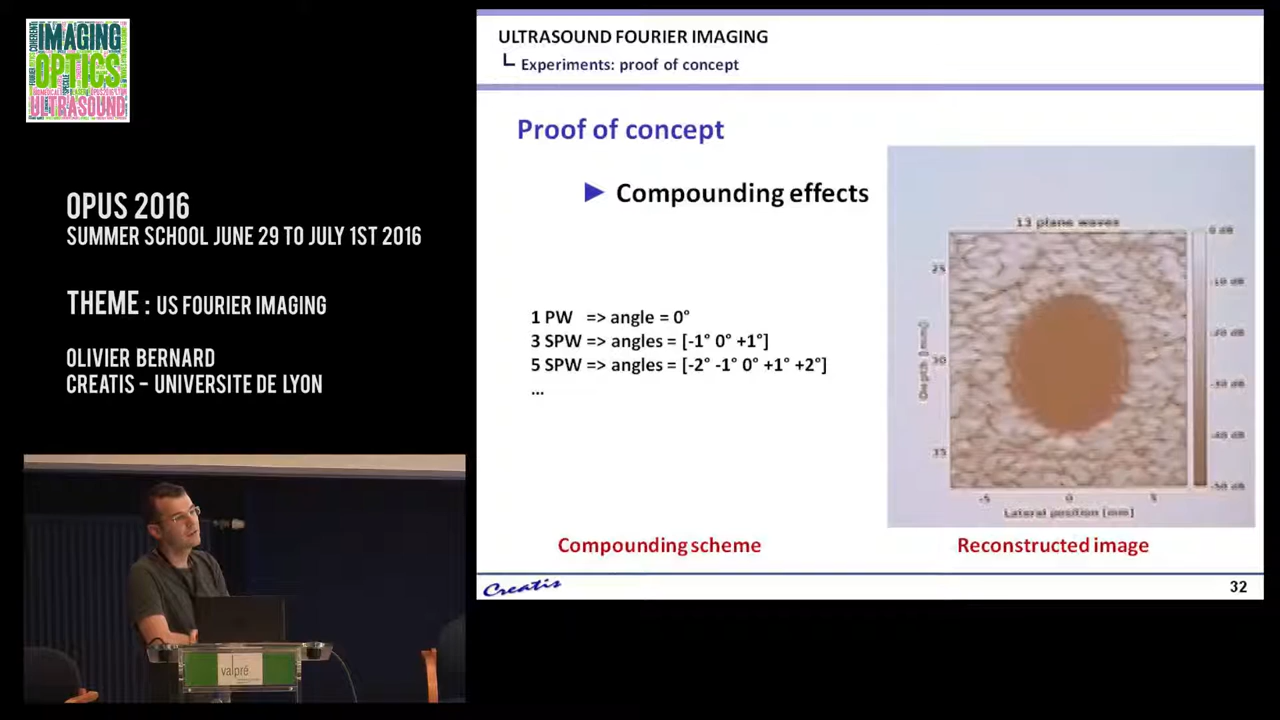 IMAGING
OPTICS
ULTRASOUND
OPUS 2016
SUMMER SCHOOL JUNE 29 TO JULY 1ST 2016
THEME : US FOURIER IMAGING
OLIVIER BERNARD
CREATIS - UNIVERSITE DE LYON
valpré
ULTRASOUND FOURIER IMAGING
Experiments: proof of concept
Proof of concept
Compounding effects
1 PW => angle = 0°
3 SPW => angles = [-1° 0° +1°]
5 SPW => angles = [-2° -1° 0° +1° +2°]
...
13 plane waves
0 dB
-10 dB
-20 dB
-30 dB
-40 dB
-50 dB
25
30
35
Depth [mm]
-5 0 5
Lateral position [mm]
Compounding scheme
Reconstructed image
Creatis
32